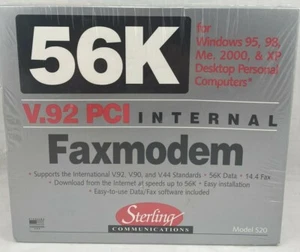 56K
for
Windows 95, 98,
Me, 2000, & XP
Desktop Personal
Computers*
V.92 PCI INTERNAL
Faxmodem
• Supports the International V.92, V.90, and V.44 Standards • 56K Data • 14.4 Fax
• Download from the internet at speeds up to 56K • Easy installation
• Easy-to-use Data/Fax software included
Sterling
COMMUNICATIONS
Model 520